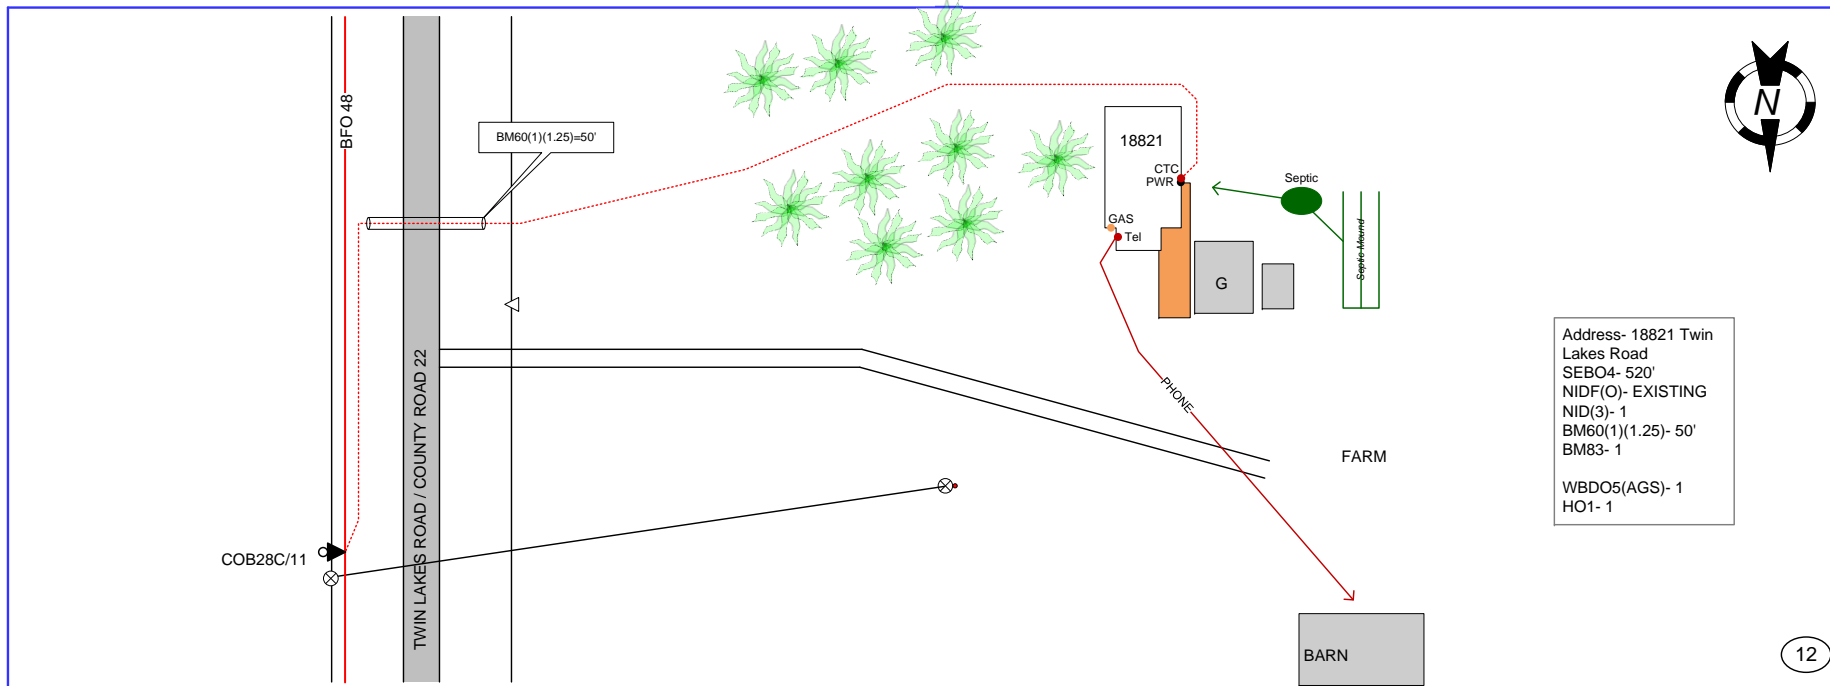 BFO 48
BM60(1)(1.25)=50'
18821
CTC
PWR
Septic
N
GAS
Tel
Septic Mound
G
TWIN LAKES ROAD / COUNTY ROAD 22
PHONE
Address- 18821 Twin
Lakes Road
SEBO4- 520'
NIDF(O)- EXISTING
NID(3)- 1
BM60(1)(1.25)- 50'
BM83- 1
WBDO5(AGS)- 1
HO1- 1
FARM
COB28C/11
BARN
12